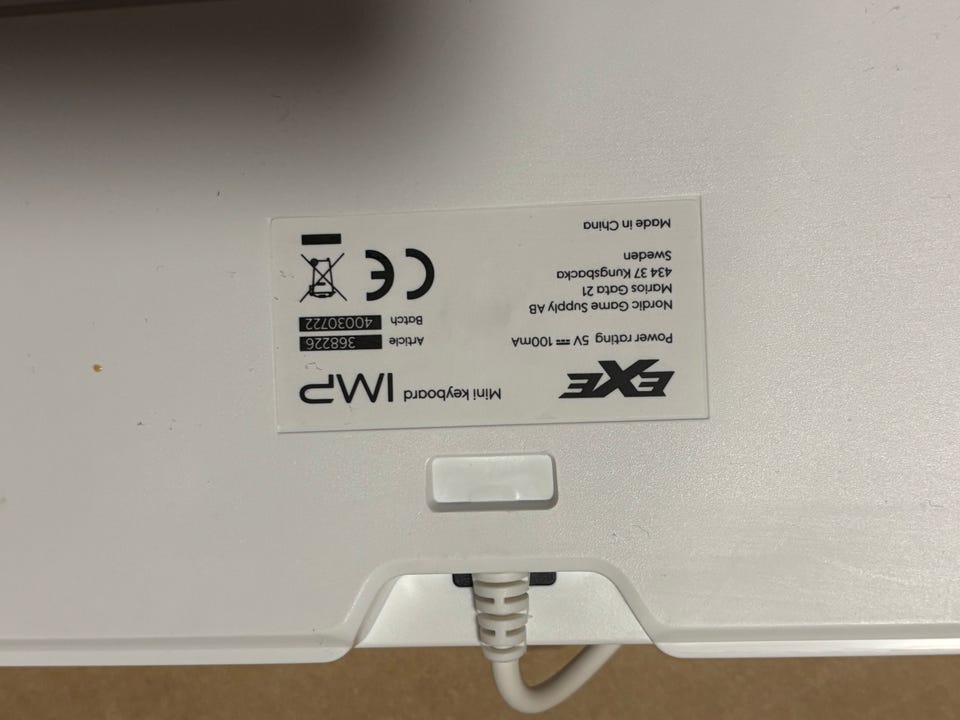 EXE
Mini keyboard IMP
Power rating 5V ⎓ 100mA
Article 368226
Batch 40030722
Nordic Game Supply AB
Marios Gata 21
434 37 Kungsbacka
Sweden
CE
Made in China